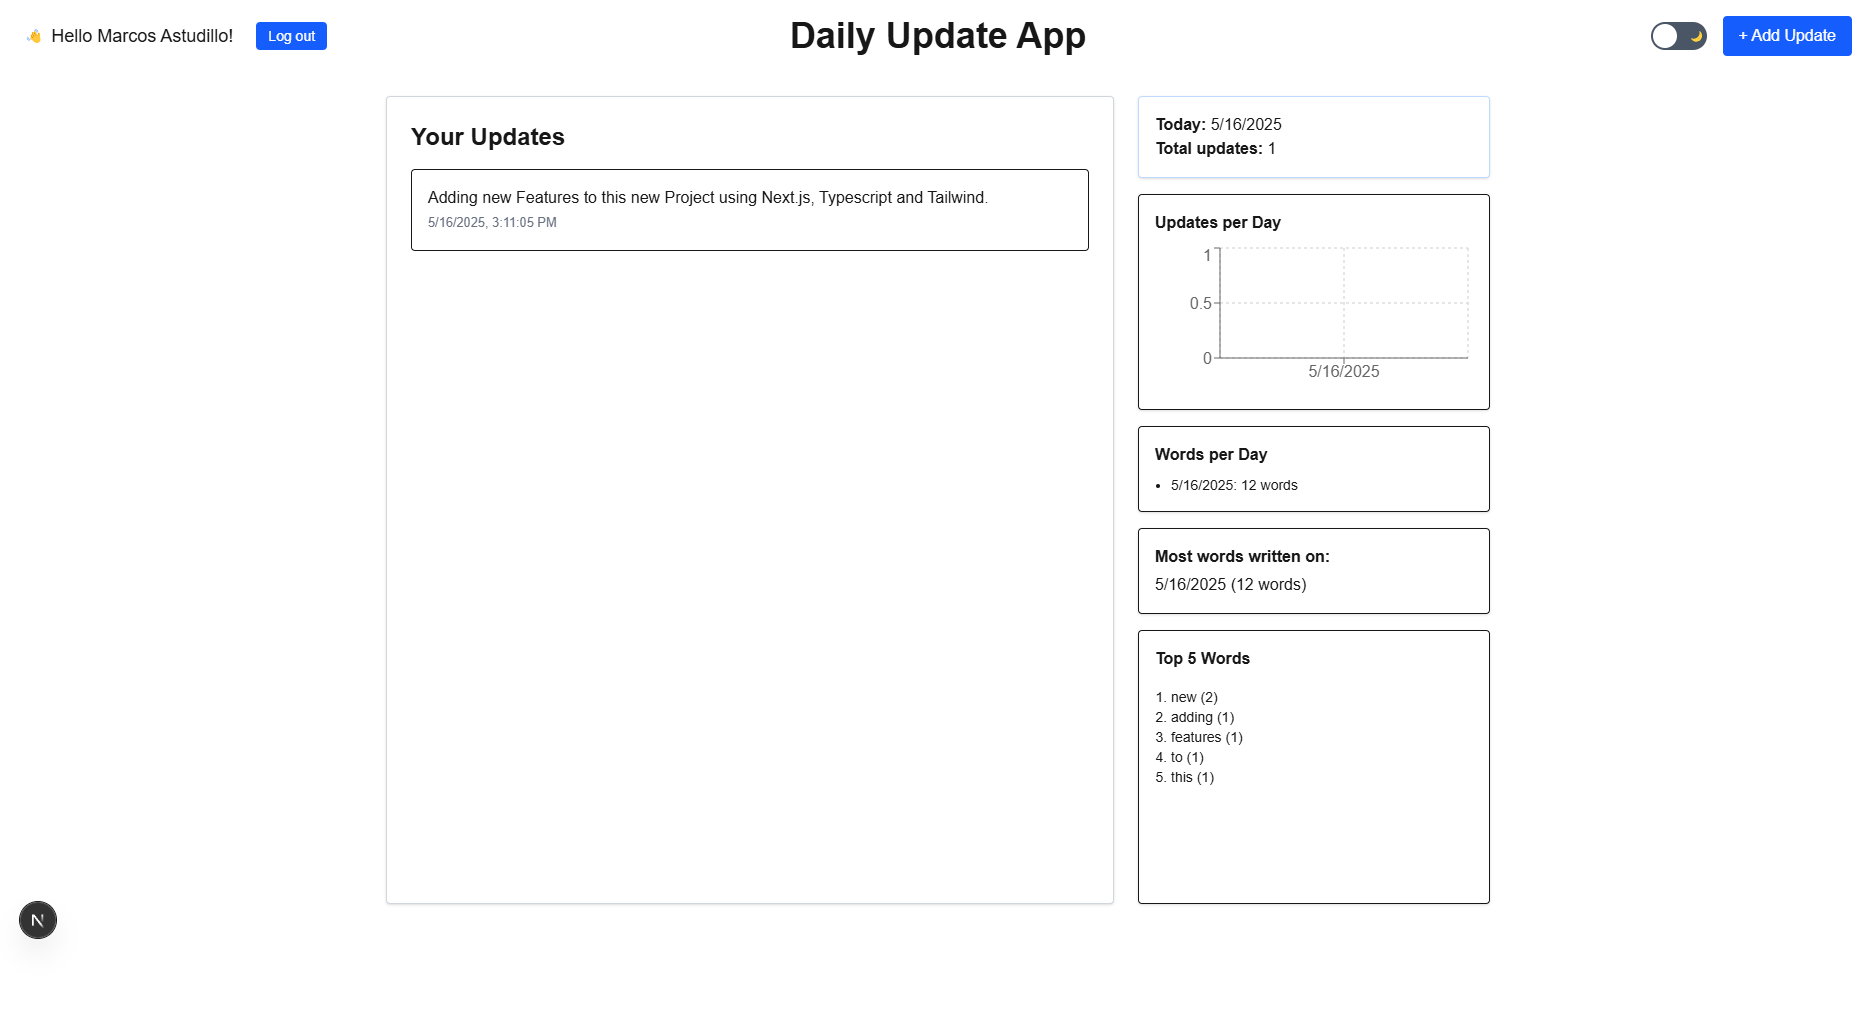 👋 Hello Marcos Astudillo!
Log out
Daily Update App
+ Add Update
Your Updates
Adding new Features to this new Project using Next.js, Typescript and Tailwind.
5/16/2025, 3:11:05 PM
Today: 5/16/2025
Total updates: 1
Updates per Day
1
0.5
0
5/16/2025
Words per Day
• 5/16/2025: 12 words
Most words written on:
5/16/2025 (12 words)
Top 5 Words
1. new (2)
2. adding (1)
3. features (1)
4. to (1)
5. this (1)
N